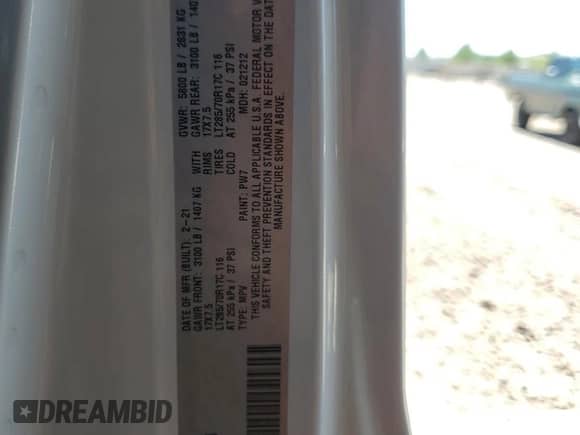 DATE OF MFR (BUILT): 2-21 GVWR: 5800 LB / 2631 KG
GAWR FRONT: 3100 LB / 1407 KG WITH GAWR REAR: 3100 LB / 140
17X7.5 RIMS 17X7.5
LT285/70R17C 116 TIRES LT285/70R17C 116
AT 255 kPa / 37 PSI COLD AT 255 kPa / 37 PSI
TYPE: MPV PAINT: PW7 MDH: 021212
THIS VEHICLE CONFORMS TO ALL APPLICABLE U.S.A. FEDERAL MOTOR V
SAFETY AND THEFT PREVENTION STANDARDS IN EFFECT ON THE DAT
MANUFACTURE SHOWN ABOVE.
DREAMBID